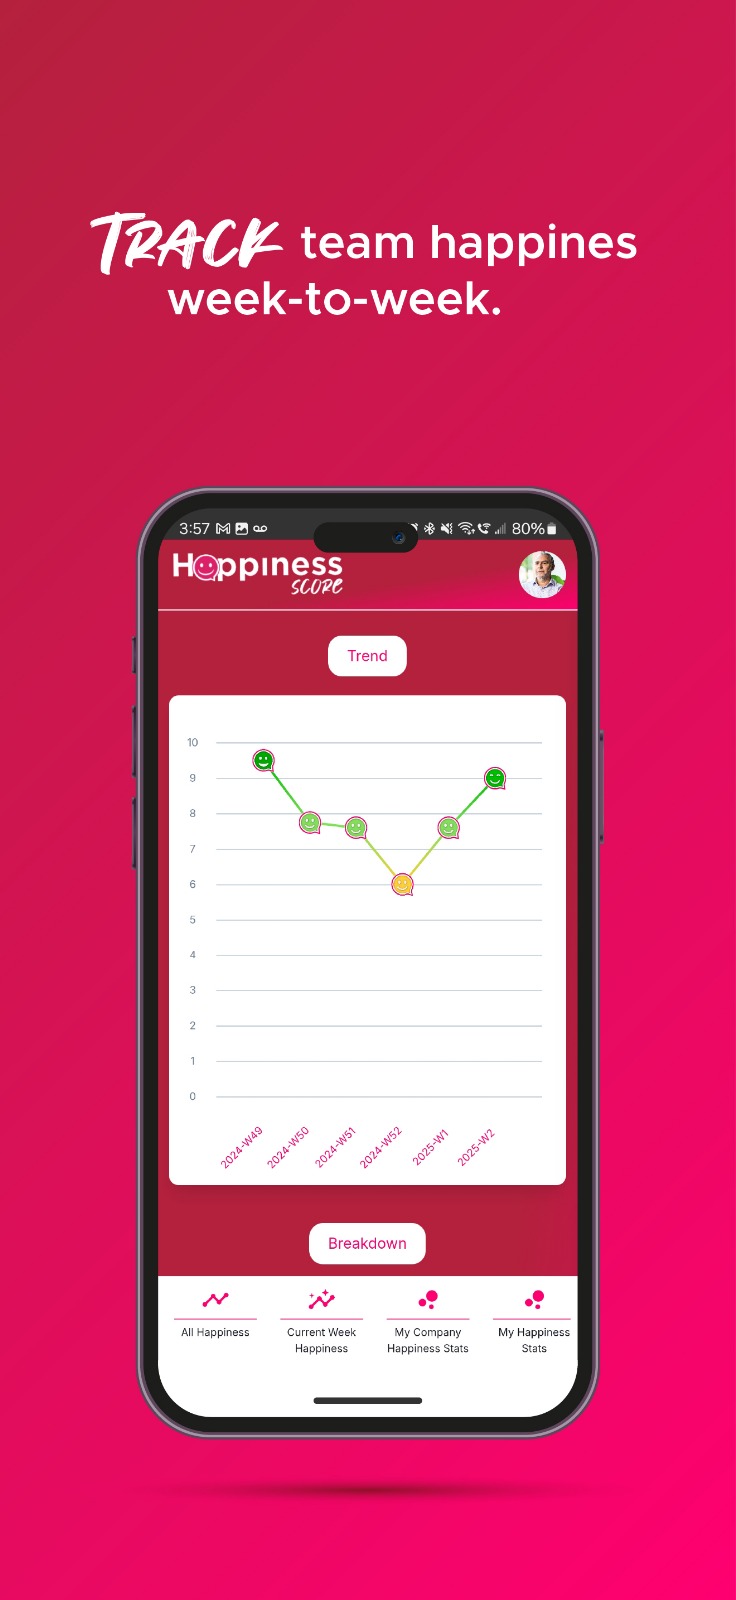 TRACK team happines
week-to-week.
3:57 80%
Happiness
SCORE
Trend
10
9
8
7
6
5
4
3
2
1
0
2024-W49 2024-W50 2024-W51 2024-W52 2025-W1 2025-W2
Breakdown
All Happiness Current Week My Company My Happiness
Happiness Happiness Stats Stats